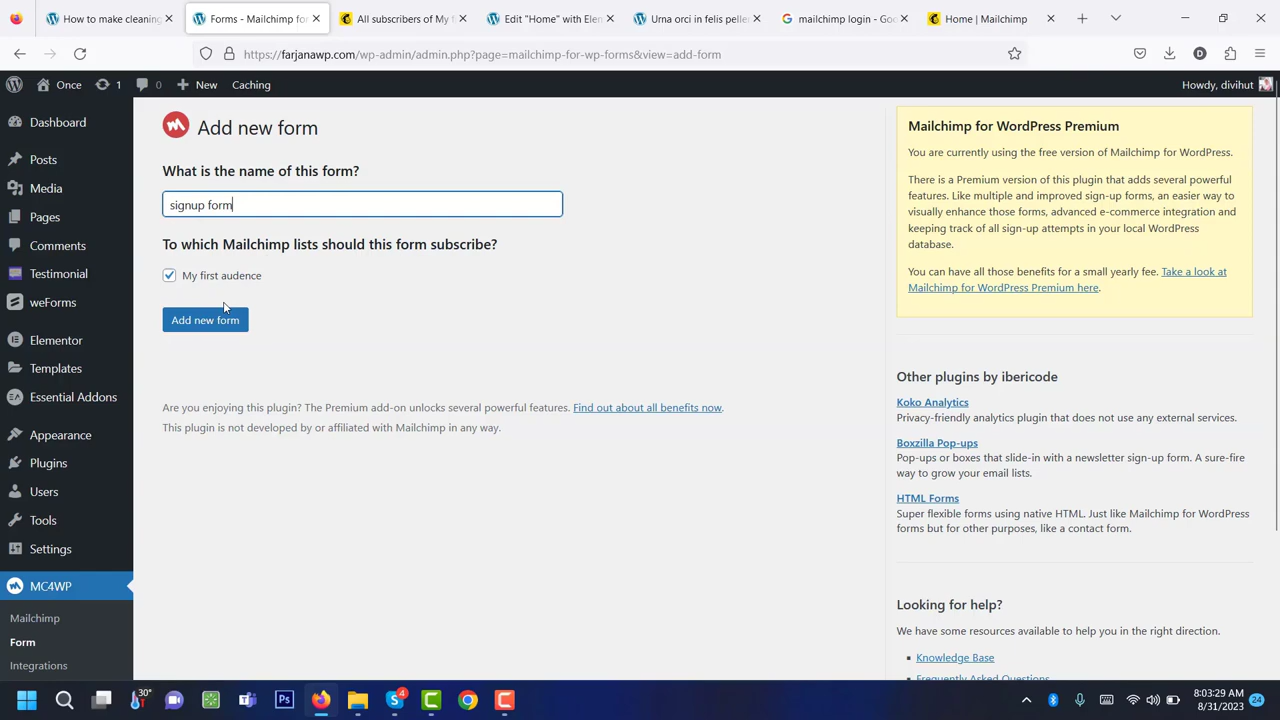 How to make cleaning
Forms - Mailchimp for
All subscribers of My f
Edit "Home" with Elen
Urna orci in felis pelle
mailchimp login - Goo
Home | Mailchimp
https://farjanawp.com/wp-admin/admin.php?page=mailchimp-for-wp-forms&view=add-form
Once
1
0
New
Caching
Howdy, divihut
Dashboard
Posts
Media
Pages
Comments
Testimonial
weForms
Elementor
Templates
Essential Addons
Appearance
Plugins
Users
Tools
Settings
MC4WP
Mailchimp
Form
Integrations
Add new form
What is the name of this form?
signup form
To which Mailchimp lists should this form subscribe?
My first audence
Add new form
Are you enjoying this plugin? The Premium add-on unlocks several powerful features. Find out about all benefits now.
This plugin is not developed by or affiliated with Mailchimp in any way.
Mailchimp for WordPress Premium
You are currently using the free version of Mailchimp for WordPress.
There is a Premium version of this plugin that adds several powerful
features. Like multiple and improved sign-up forms, an easier way to
visually enhance those forms, advanced e-commerce integration and
keeping track of all sign-up attempts in your local WordPress
database.
You can have all those benefits for a small yearly fee. Take a look at
Mailchimp for WordPress Premium here.
Other plugins by ibericode
Koko Analytics
Privacy-friendly analytics plugin that does not use any external services.
Boxzilla Pop-ups
Pop-ups or boxes that slide-in with a newsletter sign-up form. A sure-fire
way to grow your email lists.
HTML Forms
Super flexible forms using native HTML. Just like Mailchimp for WordPress
forms but for other purposes, like a contact form.
Looking for help?
We have some resources available to help you in the right direction.
Knowledge Base
Frequently Asked Questions
30°
Ps
4
8:03:29 AM
8/31/2023
24